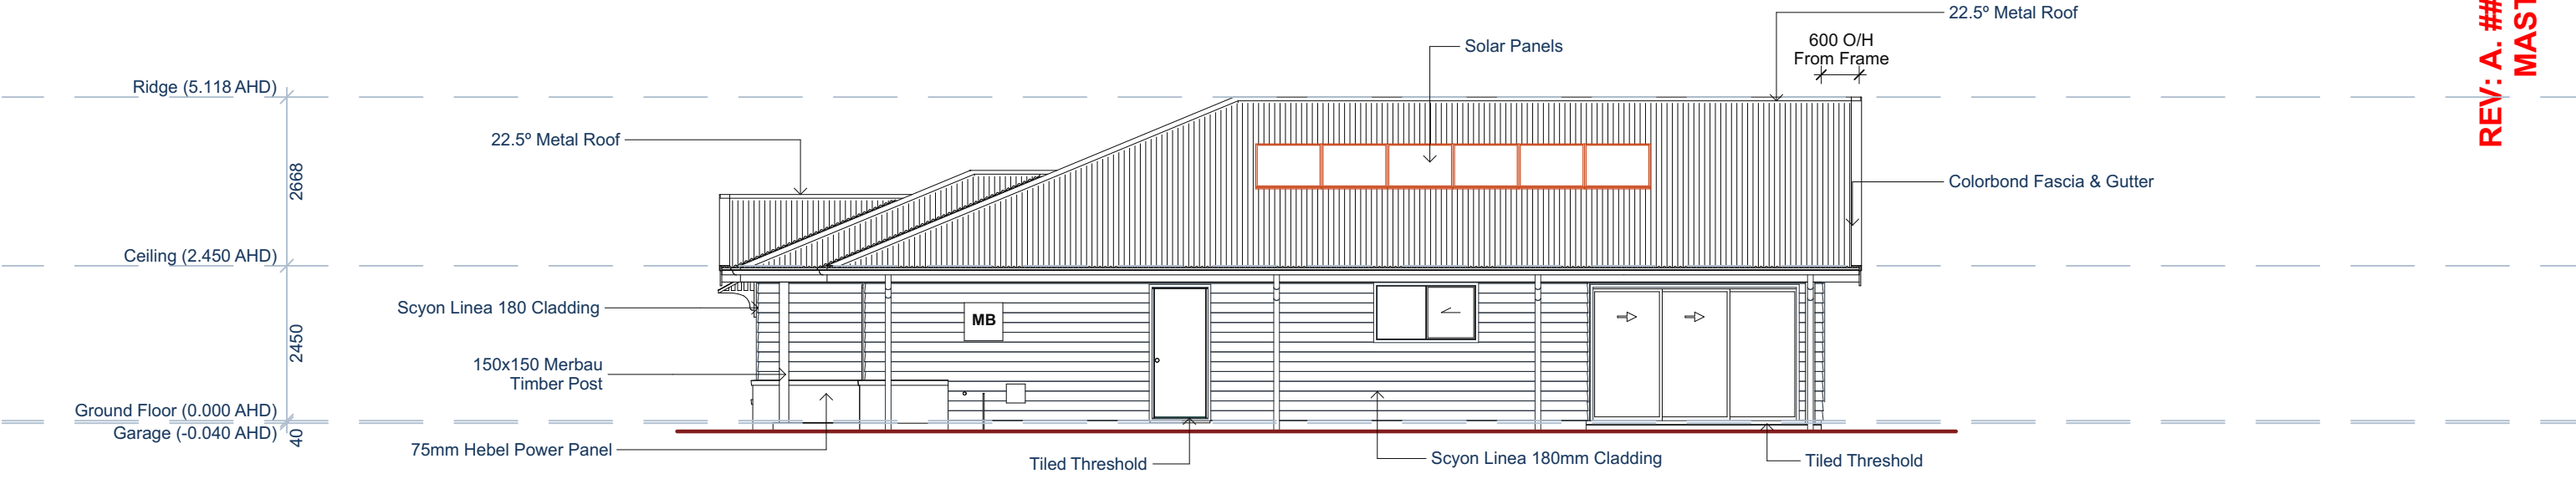 22.5º Metal Roof
600 O/H
From Frame
Solar Panels
Ridge (5.118 AHD)
22.5º Metal Roof
2668
Colorbond Fascia & Gutter
Ceiling (2.450 AHD)
Scyon Linea 180 Cladding
MB
2450
150x150 Merbau
Timber Post
Ground Floor (0.000 AHD)
Garage (-0.040 AHD)
40
75mm Hebel Power Panel
Tiled Threshold
Scyon Linea 180mm Cladding
Tiled Threshold
REV: A. ##
MAST